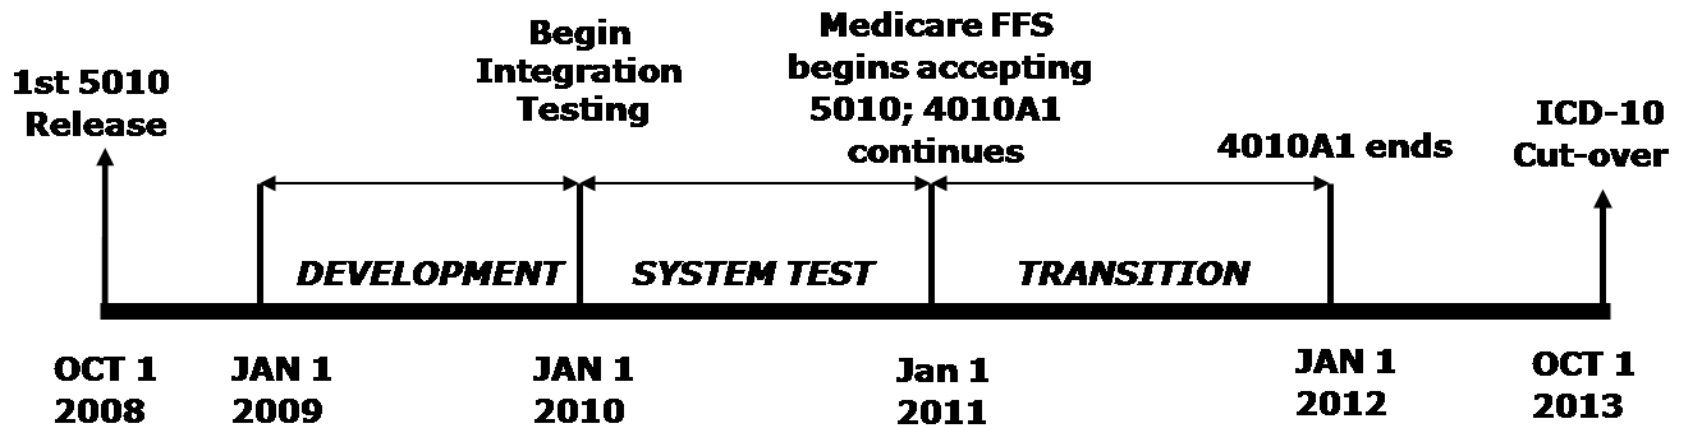 1st 5010
Release
Begin
Integration
Testing
Medicare FFS
begins accepting
5010; 4010A1
continues
4010A1 ends
ICD-10
Cut-over
DEVELOPMENT
SYSTEM TEST
TRANSITION
OCT 1
2008
JAN 1
2009
JAN 1
2010
Jan 1
2011
JAN 1
2012
OCT 1
2013